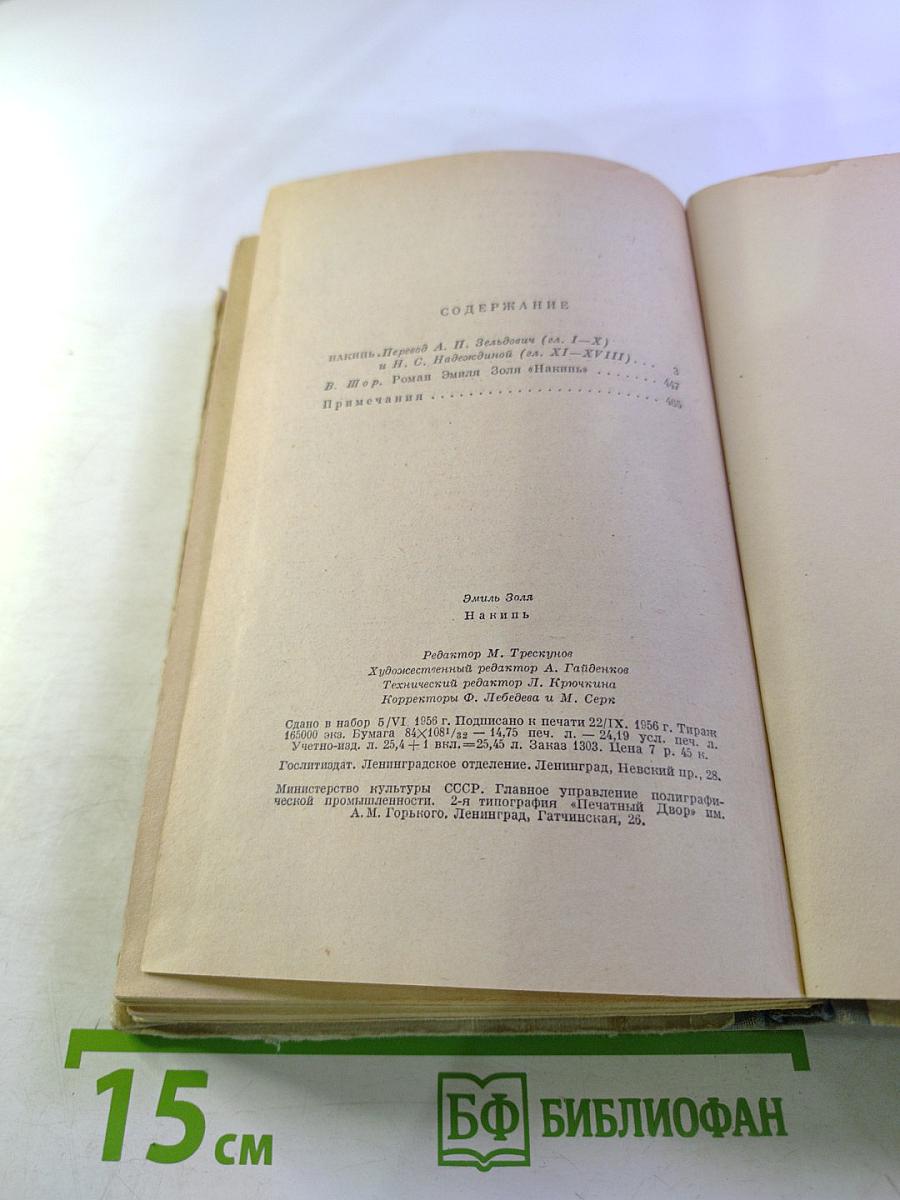 СОДЕРЖАНИЕ
НАКИПЬ. Перевод А. П. Зельдович (гл. I—X)
и Н. С. Надеждиной (гл. XI—XVIII) . . . 3
В. Шор. Роман Эмиля Золя «Накипь» . . . . . . . 447
Примечания . . . . . . . . . . . . . . . . . . . . . . 465
Эмиль Золя
Накипь
Редактор М. Трескунов
Художественный редактор А. Гайденков
Технический редактор Л. Крючкина
Корректоры Ф. Лебедева и М. Серк
Сдано в набор 5/VI 1956 г. Подписано к печати 22/IX. 1956 г. Тираж
165000 экз. Бумага 84×108¹/₃₂ — 14,75 печ. л. — 24,19 усл. печ. л.
Учетно-изд. л. 25,4 + 1 вкл. = 25,45 л. Заказ 1303. Цена 7 р. 45 к.
Гослитиздат. Ленинградское отделение. Ленинград, Невский пр., 28.
Министерство культуры СССР. Главное управление полиграфи-
ческой промышленности. 2-я типография «Печатный Двор» им.
А. М. Горького. Ленинград, Гатчинская, 26.
15 см
БФ БИБЛИОФАН